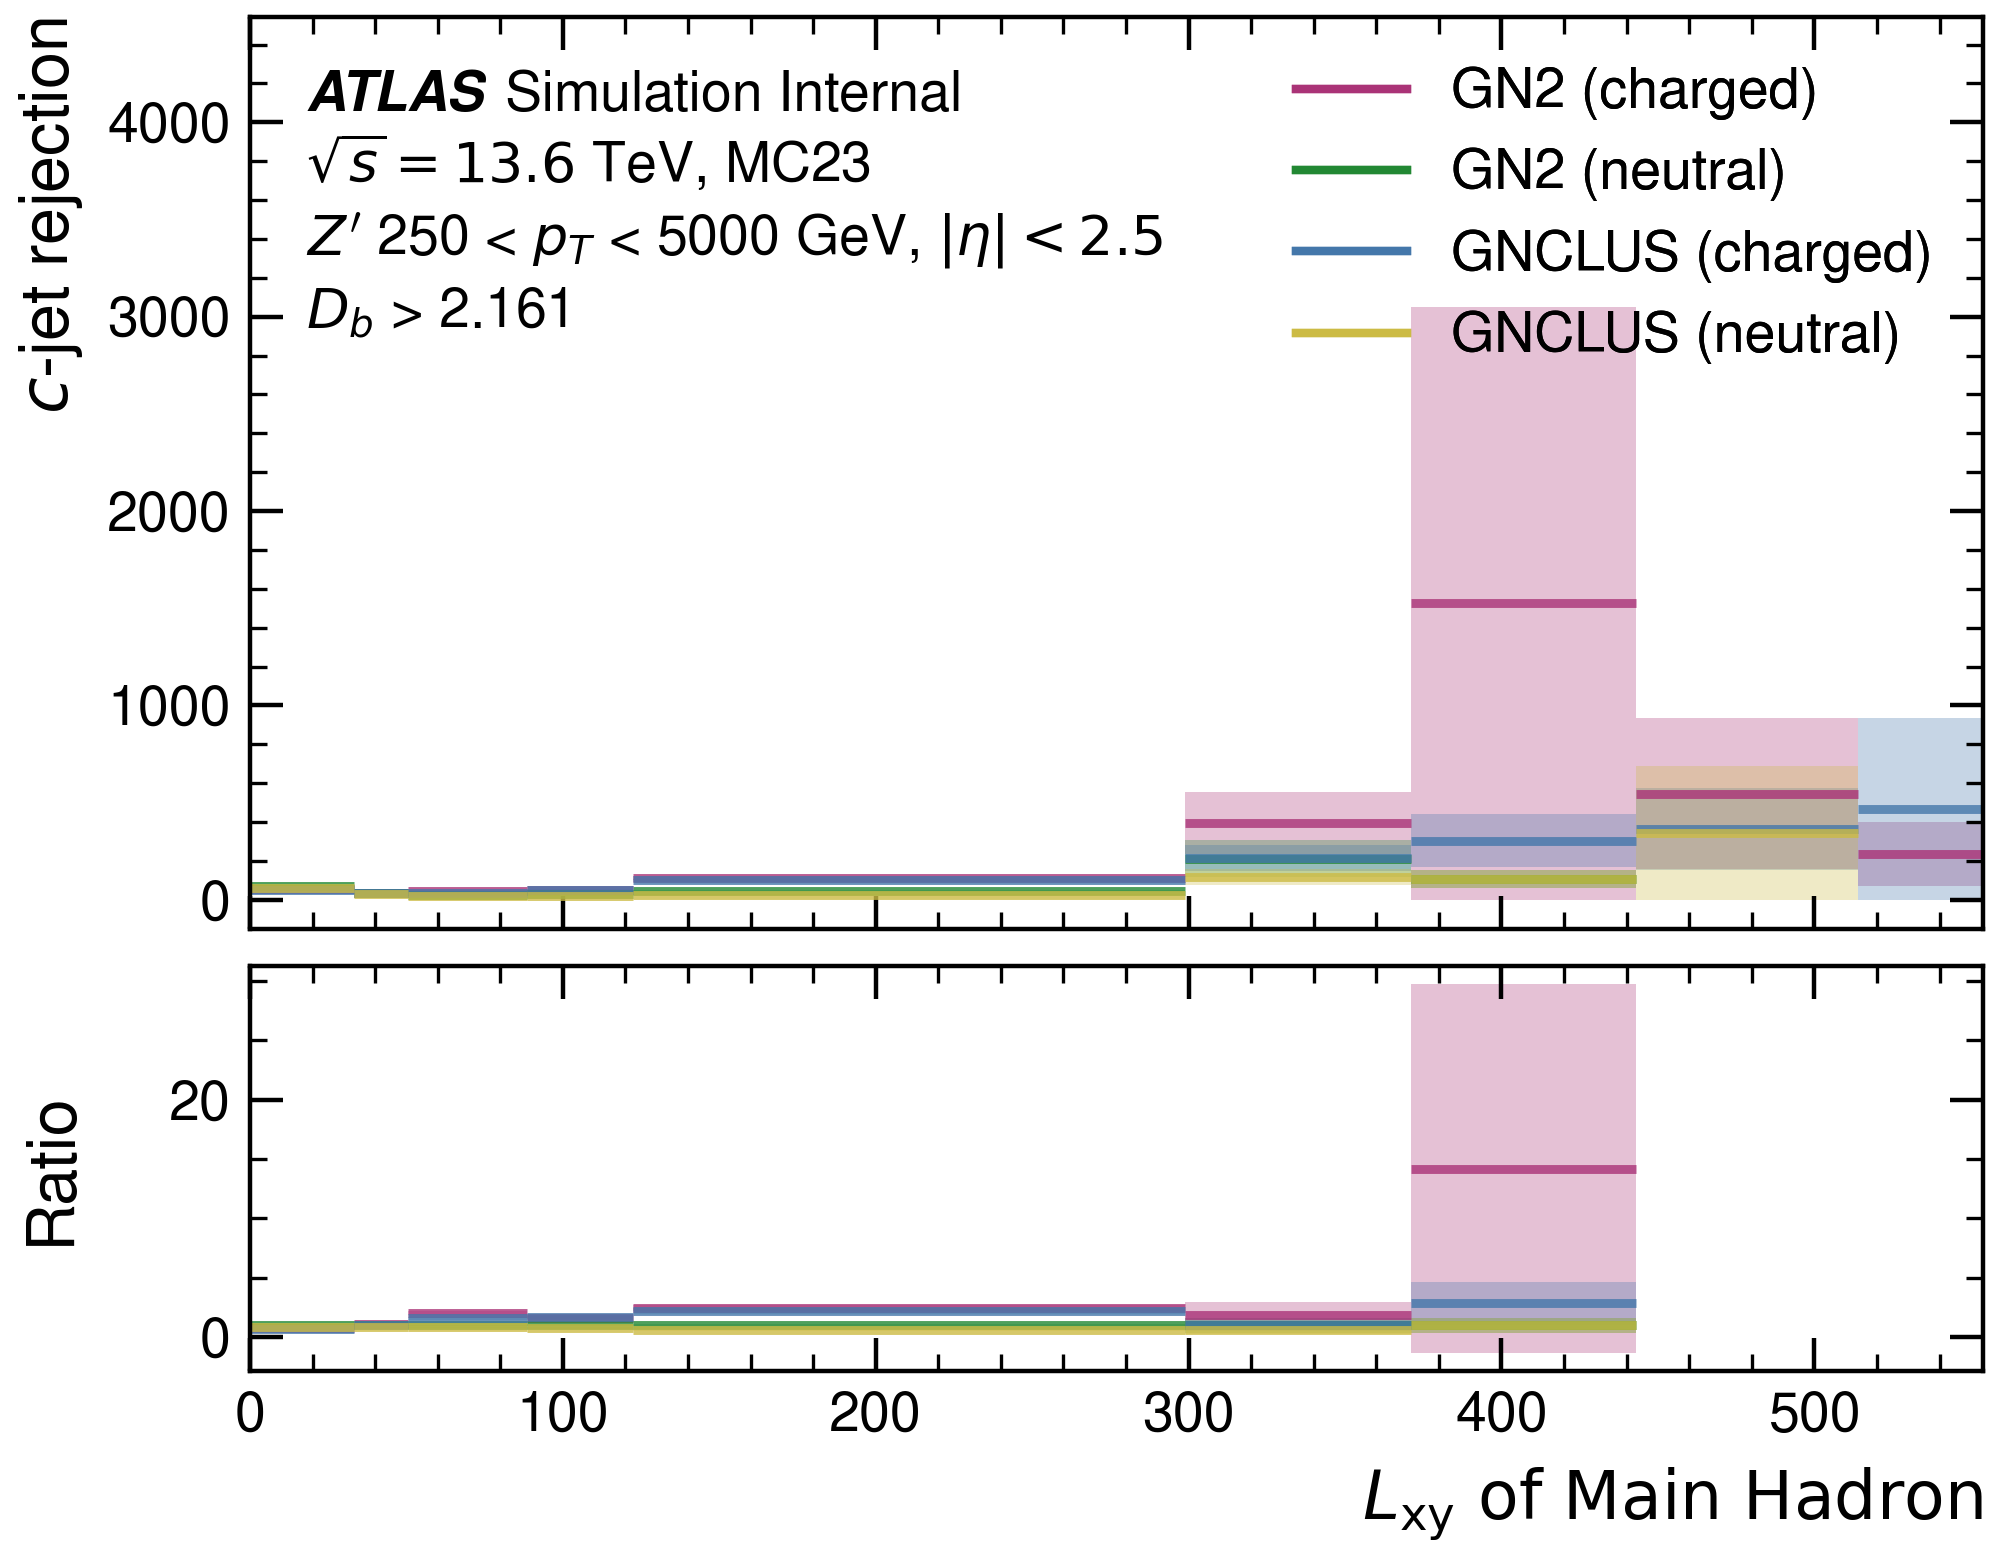 c-jet rejection
4000
3000
2000
1000
0
ATLAS Simulation Internal
√s = 13.6 TeV, MC23
Z′ 250 < p_T < 5000 GeV, |η| < 2.5
D_b > 2.161
GN2 (charged)
GN2 (neutral)
GNCLUS (charged)
GNCLUS (neutral)
Ratio
20
0
0 100 200 300 400 500
L_xy of Main Hadron